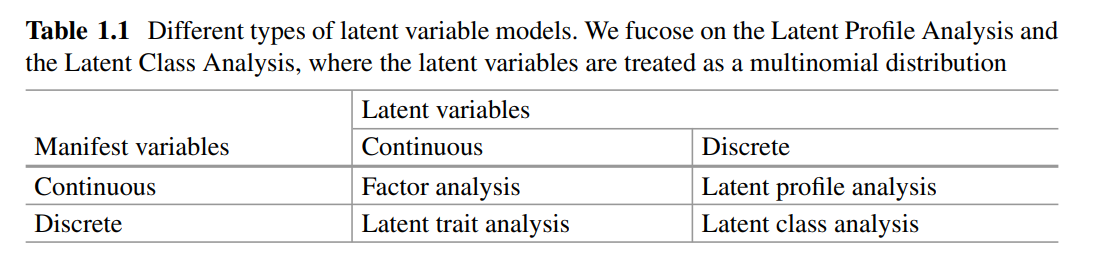 Table 1.1 Different types of latent variable models. We fucose on the Latent Profile Analysis and
the Latent Class Analysis, where the latent variables are treated as a multinomial distribution
Latent variables
Manifest variables Continuous Discrete
Continuous Factor analysis Latent profile analysis
Discrete Latent trait analysis Latent class analysis